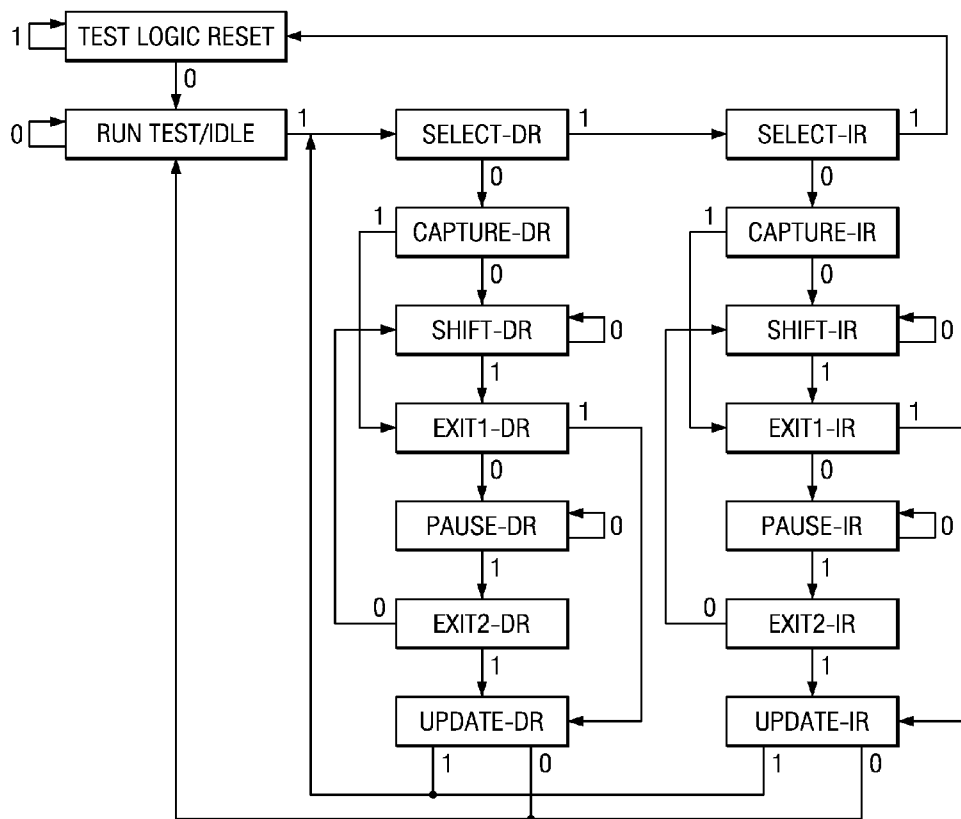 1 TEST LOGIC RESET
0
0 RUN TEST/IDLE 1 SELECT-DR 1 SELECT-IR 1
0 0
1 CAPTURE-DR 1 CAPTURE-IR
0 0
SHIFT-DR 0 SHIFT-IR 0
1 1
EXIT1-DR 1 EXIT1-IR 1
0 0
PAUSE-DR 0 PAUSE-IR 0
1 1
0 EXIT2-DR 0 EXIT2-IR
1 1
UPDATE-DR UPDATE-IR
1 0 1 0